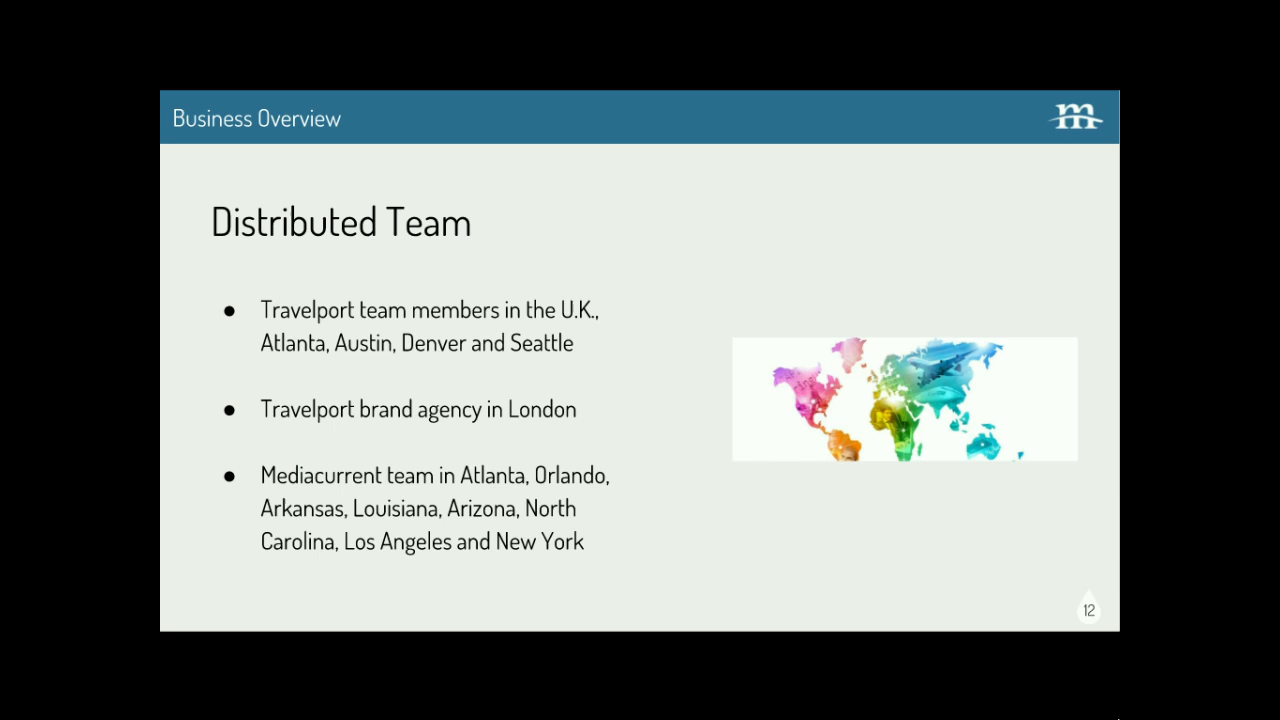 Business Overview
m
Distributed Team
● Travelport team members in the U.K.,
Atlanta, Austin, Denver and Seattle
● Travelport brand agency in London
● Mediacurrent team in Atlanta, Orlando,
Arkansas, Louisiana, Arizona, North
Carolina, Los Angeles and New York
12